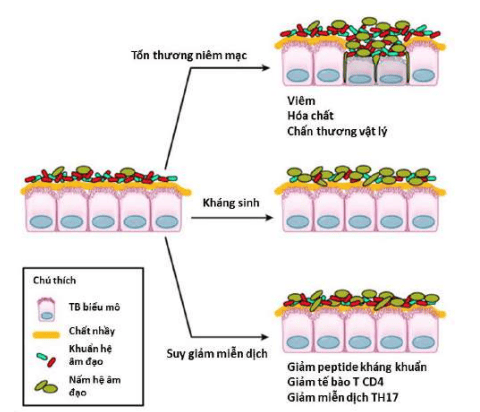 Tổn thương niêm mạc
Viêm
Hóa chất
Chấn thương vật lý
Kháng sinh
Chú thích
TB biểu mô
Chất nhầy
Khuẩn hệ
âm đạo
Nấm hệ âm
đạo
Suy giảm miễn dịch
Giảm peptide kháng khuẩn
Giảm tế bào T CD4
Giảm miễn dịch TH17